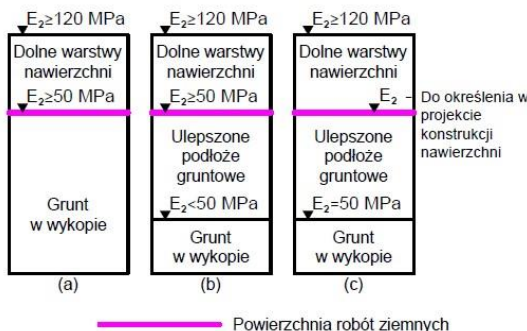 E₂≥120 MPa
Dolne warstwy
nawierzchni
E₂≥50 MPa
Grunt
w wykopie
(a)
E₂≥120 MPa
Dolne warstwy
nawierzchni
E₂≥50 MPa
Ulepszone
podłoże
gruntowe
E₂<50 MPa
Grunt
w wykopie
(b)
E₂≥120 MPa
Dolne warstwy
nawierzchni
E₂ - Do określenia w
projekcie
konstrukcji
nawierzchni
Ulepszone
podłoże
gruntowe
E₂=50 MPa
Grunt
w wykopie
(c)
Powierzchnia robót ziemnych